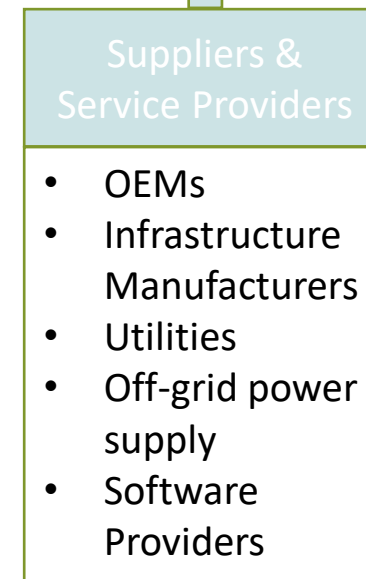 Suppliers &
Service Providers
• OEMs
• Infrastructure
Manufacturers
• Utilities
• Off-grid power
supply
• Software
Providers